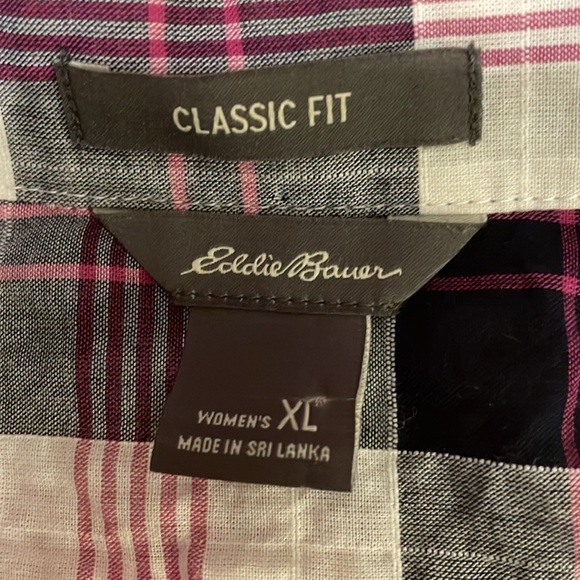 CLASSIC FIT
Eddie Bauer
WOMEN'S XL
MADE IN SRI LANKA